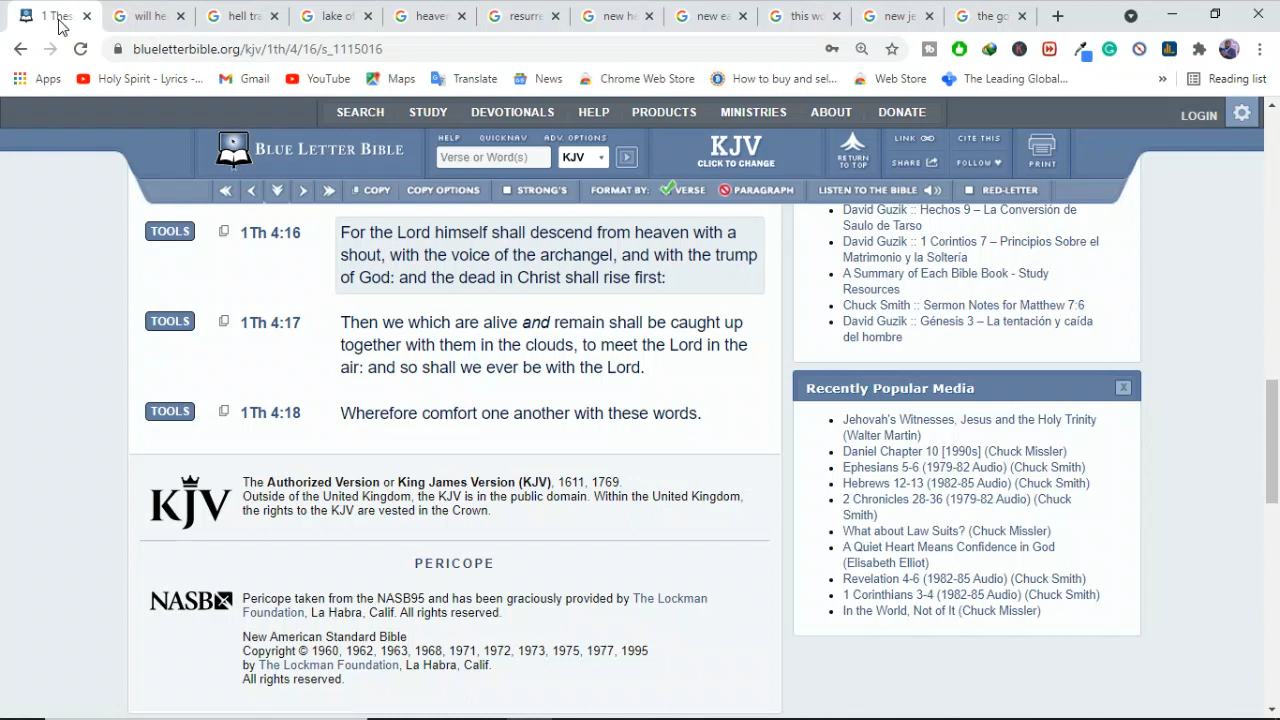 1 Thes
will he
hell tra
lake of
heaven
resurre
new he
new ea
this wo
new je
the go
blueletterbible.org/kjv/1th/4/16/s_1115016
Apps
Holy Spirit - Lyrics -...
Gmail
YouTube
Maps
Translate
News
Chrome Web Store
How to buy and sel...
Web Store
The Leading Global...
»
Reading list
SEARCH
STUDY
DEVOTIONALS
HELP
PRODUCTS
MINISTRIES
ABOUT
DONATE
LOGIN
BLUE LETTER BIBLE
HELP
QUICKNAV
ADV. OPTIONS
Verse or Word(s)
KJV
KJV
CLICK TO CHANGE
RETURN
TO TOP
LINK
CITE THIS
SHARE
FOLLOW
PRINT
COPY
COPY OPTIONS
STRONG'S
FORMAT BY:
VERSE
PARAGRAPH
LISTEN TO THE BIBLE
RED-LETTER
TOOLS
1Th 4:16
For the Lord himself shall descend from heaven with a
shout, with the voice of the archangel, and with the trump
of God: and the dead in Christ shall rise first:
TOOLS
1Th 4:17
Then we which are alive and remain shall be caught up
together with them in the clouds, to meet the Lord in the
air: and so shall we ever be with the Lord.
TOOLS
1Th 4:18
Wherefore comfort one another with these words.
KJV
The Authorized Version or King James Version (KJV), 1611, 1769.
Outside of the United Kingdom, the KJV is in the public domain. Within the United Kingdom,
the rights to the KJV are vested in the Crown.
PERICOPE
NASB
Pericope taken from the NASB95 and has been graciously provided by The Lockman
Foundation, La Habra, Calif. All rights reserved.
New American Standard Bible
Copyright © 1960, 1962, 1963, 1968, 1971, 1972, 1973, 1975, 1977, 1995
by The Lockman Foundation, La Habra, Calif.
All rights reserved.
David Guzik :: Hechos 9 – La Conversión de
Saulo de Tarso
David Guzik :: 1 Corintios 7 – Principios Sobre el
Matrimonio y la Soltería
A Summary of Each Bible Book - Study
Resources
Chuck Smith :: Sermon Notes for Matthew 7:6
David Guzik :: Génesis 3 – La tentación y caída
del hombre
Recently Popular Media
X
Jehovah's Witnesses, Jesus and the Holy Trinity
(Walter Martin)
Daniel Chapter 10 [1990s] (Chuck Missler)
Ephesians 5-6 (1979-82 Audio) (Chuck Smith)
Hebrews 12-13 (1982-85 Audio) (Chuck Smith)
2 Chronicles 28-36 (1979-82 Audio) (Chuck
Smith)
What about Law Suits? (Chuck Missler)
A Quiet Heart Means Confidence in God
(Elisabeth Elliot)
Revelation 4-6 (1982-85 Audio) (Chuck Smith)
1 Corinthians 3-4 (1982-85 Audio) (Chuck Smith)
In the World, Not of It (Chuck Missler)